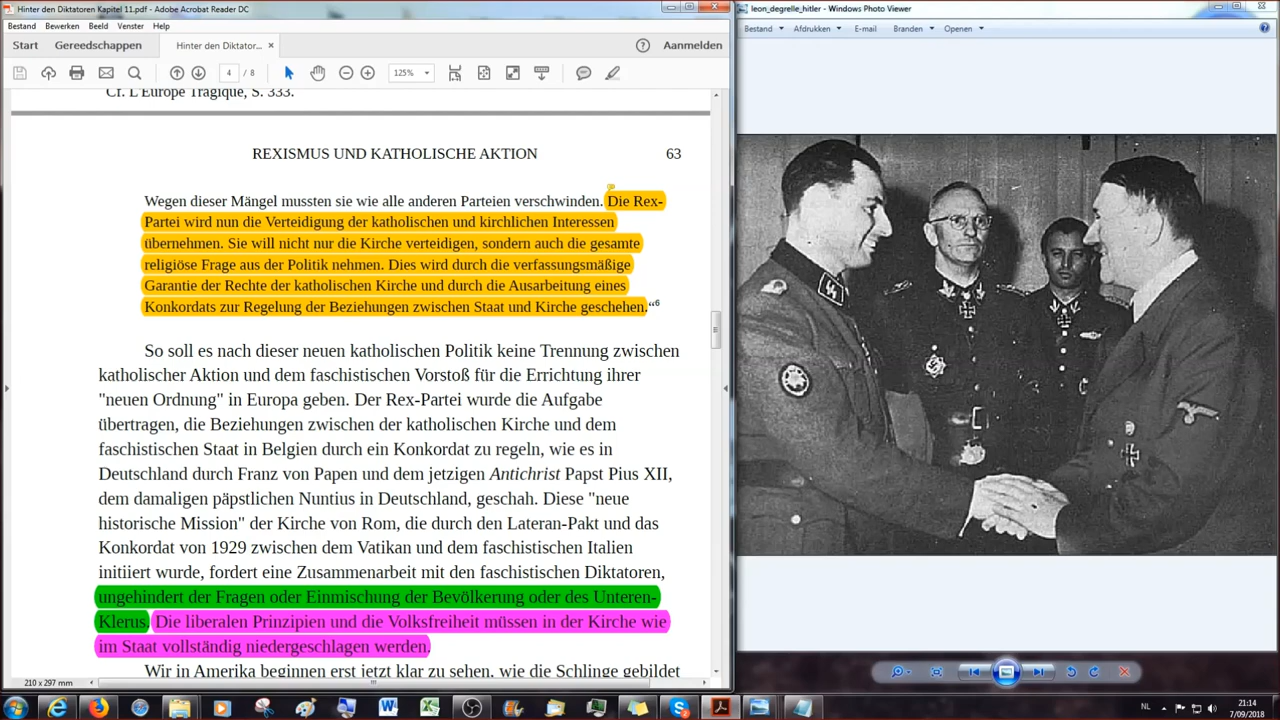 Hinter den Diktatoren Kapitel 11.pdf - Adobe Acrobat Reader DC
Bestand Bewerken Beeld Venster Help
Start Gereedschappen Hinter den Diktator... × Aanmelden
4 / 8 125%
Cf. L'Europe Tragique, S. 333.
REXISMUS UND KATHOLISCHE AKTION 63
Wegen dieser Mängel mussten sie wie alle anderen Parteien verschwinden. Die Rex-
Partei wird nun die Verteidigung der katholischen und kirchlichen Interessen
übernehmen. Sie will nicht nur die Kirche verteidigen, sondern auch die gesamte
religiöse Frage aus der Politik nehmen. Dies wird durch die verfassungsmäßige
Garantie der Rechte der katholischen Kirche und durch die Ausarbeitung eines
Konkordats zur Regelung der Beziehungen zwischen Staat und Kirche geschehen.“6
So soll es nach dieser neuen katholischen Politik keine Trennung zwischen
katholischer Aktion und dem faschistischen Vorstoß für die Errichtung ihrer
"neuen Ordnung" in Europa geben. Der Rex-Partei wurde die Aufgabe
übertragen, die Beziehungen zwischen der katholischen Kirche und dem
faschistischen Staat in Belgien durch ein Konkordat zu regeln, wie es in
Deutschland durch Franz von Papen und dem jetzigen Antichrist Papst Pius XII,
dem damaligen päpstlichen Nuntius in Deutschland, geschah. Diese "neue
historische Mission" der Kirche von Rom, die durch den Lateran-Pakt und das
Konkordat von 1929 zwischen dem Vatikan und dem faschistischen Italien
initiiert wurde, fordert eine Zusammenarbeit mit den faschistischen Diktatoren,
ungehindert der Fragen oder Einmischung der Bevölkerung oder des Unteren-
Klerus. Die liberalen Prinzipien und die Volksfreiheit müssen in der Kirche wie
im Staat vollständig niedergeschlagen werden.
Wir in Amerika beginnen erst jetzt klar zu sehen, wie die Schlinge gebildet
210 x 297 mm
leon_degrelle_hitler - Windows Photo Viewer
Bestand Afdrukken E-mail Branden Openen
NL 21:14
7/09/2018